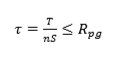 τ = T/nS ≤ R_pg